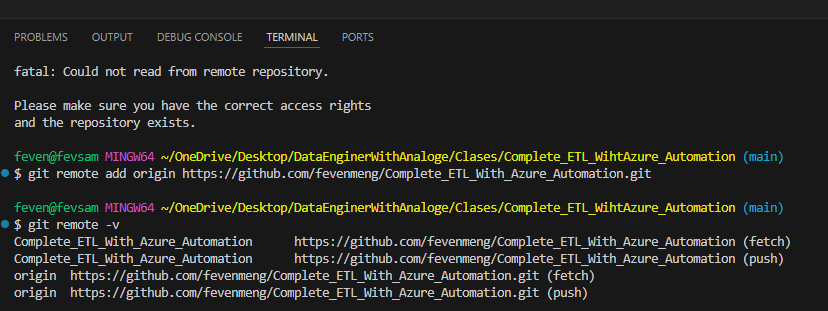 PROBLEMS OUTPUT DEBUG CONSOLE TERMINAL PORTS
fatal: Could not read from remote repository.
Please make sure you have the correct access rights
and the repository exists.
feven@fevsam MINGW64 ~/OneDrive/Desktop/DataEnginerWithAnaloge/Clases/Complete_ETL_WihtAzure_Automation (main)
$ git remote add origin https://github.com/fevenmeng/Complete_ETL_With_Azure_Automation.git
feven@fevsam MINGW64 ~/OneDrive/Desktop/DataEnginerWithAnaloge/Clases/Complete_ETL_WihtAzure_Automation (main)
$ git remote -v
Complete_ETL_With_Azure_Automation https://github.com/fevenmeng/Complete_ETL_With_Azure_Automation (fetch)
Complete_ETL_With_Azure_Automation https://github.com/fevenmeng/Complete_ETL_With_Azure_Automation (push)
origin https://github.com/fevenmeng/Complete_ETL_With_Azure_Automation.git (fetch)
origin https://github.com/fevenmeng/Complete_ETL_With_Azure_Automation.git (push)